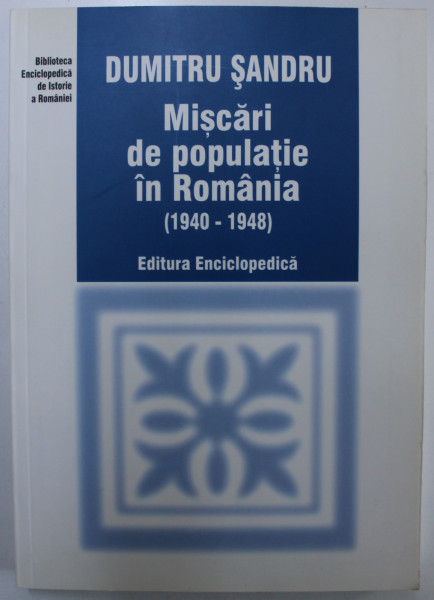 Biblioteca
Enciclopedică
de Istorie
a României
DUMITRU ŞANDRU
Mişcări
de populaţie
în România
(1940 - 1948)
Editura Enciclopedică